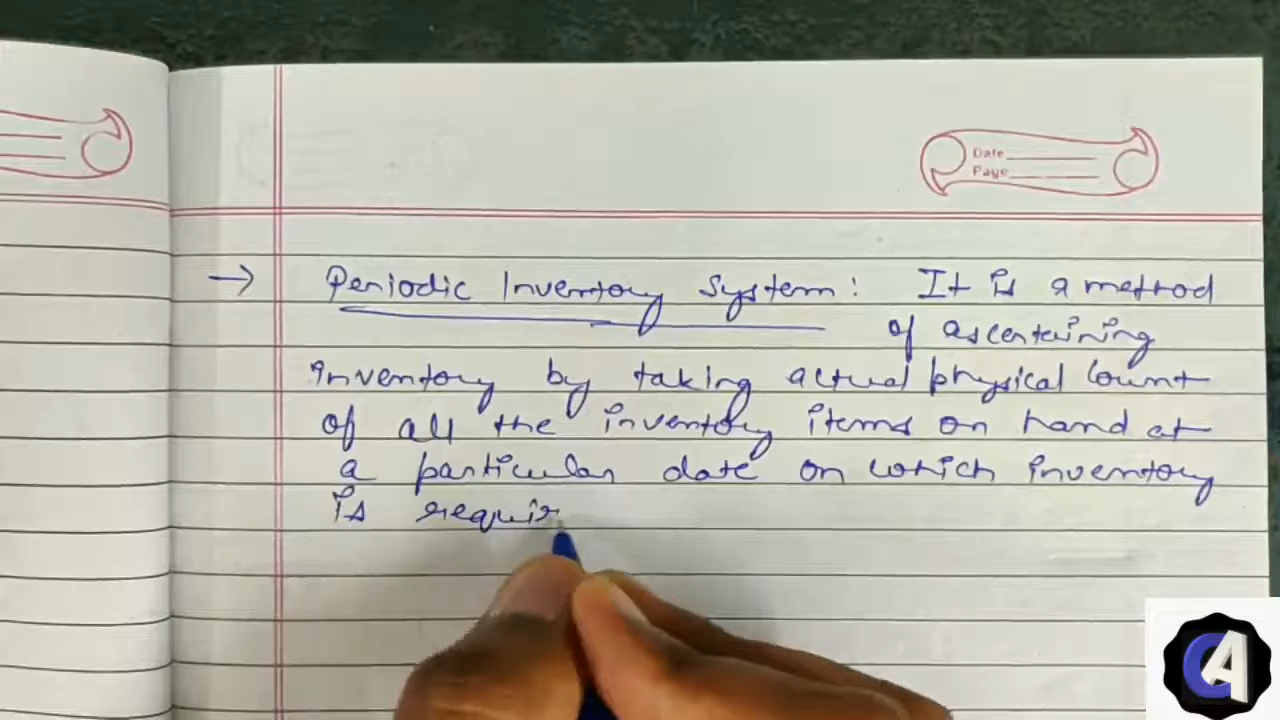 Date
Page
→ Periodic Inventory System: It is a method
of ascertaining
inventory by taking actual physical count
of all the inventory items on hand at
a particular date on which inventory
is requir
CA